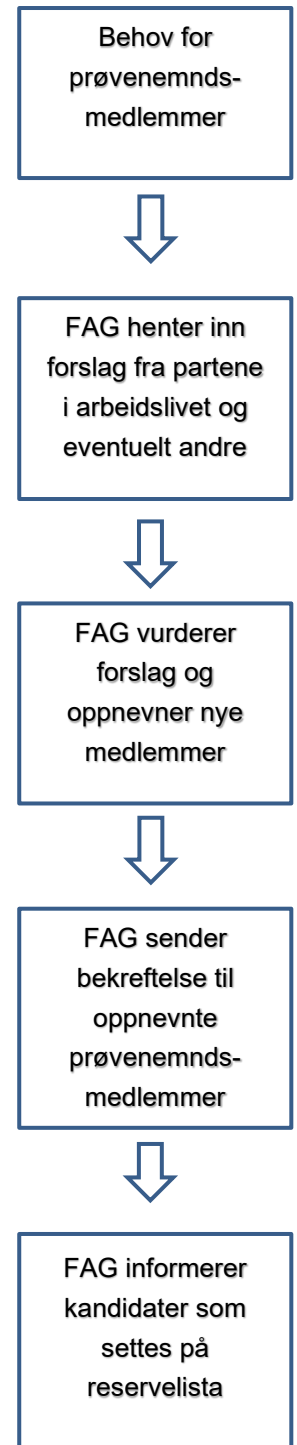 Behov for
prøvenemnds-
medlemmer
FAG henter inn
forslag fra partene
i arbeidslivet og
eventuelt andre
FAG vurderer
forslag og
oppnevner nye
medlemmer
FAG sender
bekreftelse til
oppnevnte
prøvenemnds-
medlemmer
FAG informerer
kandidater som
settes på
reservelista